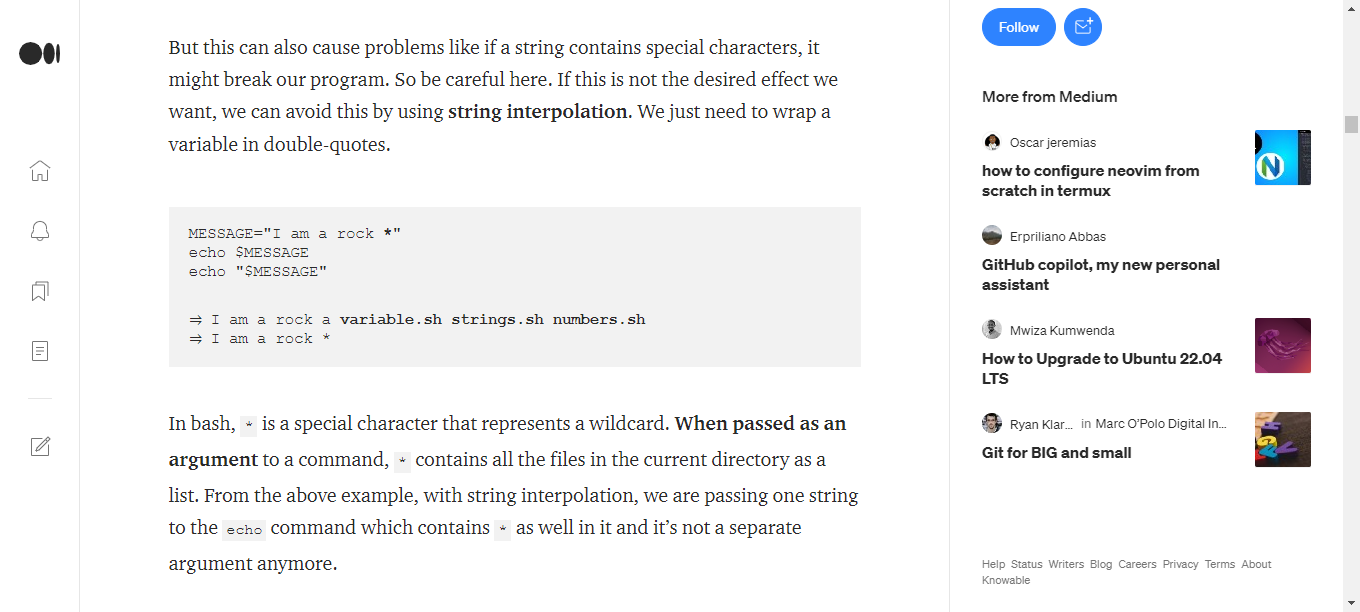 But this can also cause problems like if a string contains special characters, it
might break our program. So be careful here. If this is not the desired effect we
want, we can avoid this by using string interpolation. We just need to wrap a
variable in double-quotes.
MESSAGE="I am a rock *"
echo $MESSAGE
echo "$MESSAGE"
⇒ I am a rock a variable.sh strings.sh numbers.sh
⇒ I am a rock *
In bash, * is a special character that represents a wildcard. When passed as an
argument to a command, * contains all the files in the current directory as a
list. From the above example, with string interpolation, we are passing one string
to the echo command which contains * as well in it and it’s not a separate
argument anymore.
Follow
More from Medium
Oscar jeremias
how to configure neovim from
scratch in termux
Erpriliano Abbas
GitHub copilot, my new personal
assistant
Mwiza Kumwenda
How to Upgrade to Ubuntu 22.04
LTS
Ryan Klar... in Marc O’Polo Digital In...
Git for BIG and small
Help Status Writers Blog Careers Privacy Terms About
Knowable